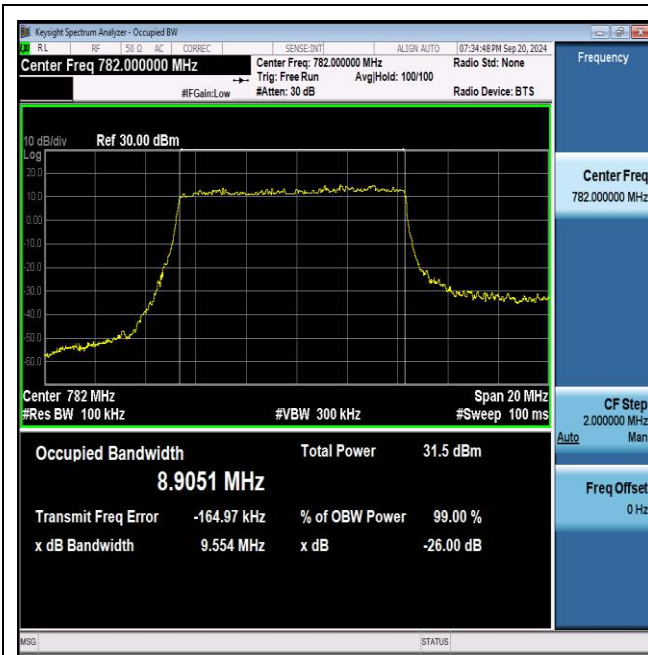 Keysight Spectrum Analyzer - Occupied BW
RL RF 50 Ω AC CORREC SENSE:INT ALIGN AUTO 07:34:48 PM Sep 20, 2024
Center Freq 782.000000 MHz
Center Freq: 782.000000 MHz
Radio Std: None
Trig: Free Run
Avg|Hold: 100/100
#IFGain:Low
#Atten: 30 dB
Radio Device: BTS
10 dB/div
Ref 30.00 dBm
Log
20.0
10.0
0.00
-10.0
-20.0
-30.0
-40.0
-50.0
-60.0
Center 782 MHz
Span 20 MHz
#Res BW 100 kHz
#VBW 300 kHz
#Sweep 100 ms
Occupied Bandwidth
Total Power 31.5 dBm
8.9051 MHz
Transmit Freq Error -164.97 kHz
% of OBW Power 99.00 %
x dB Bandwidth 9.554 MHz
x dB -26.00 dB
MSG
STATUS
Frequency
Center Freq
782.000000 MHz
CF Step
2.000000 MHz
Auto Man
Freq Offset
0 Hz